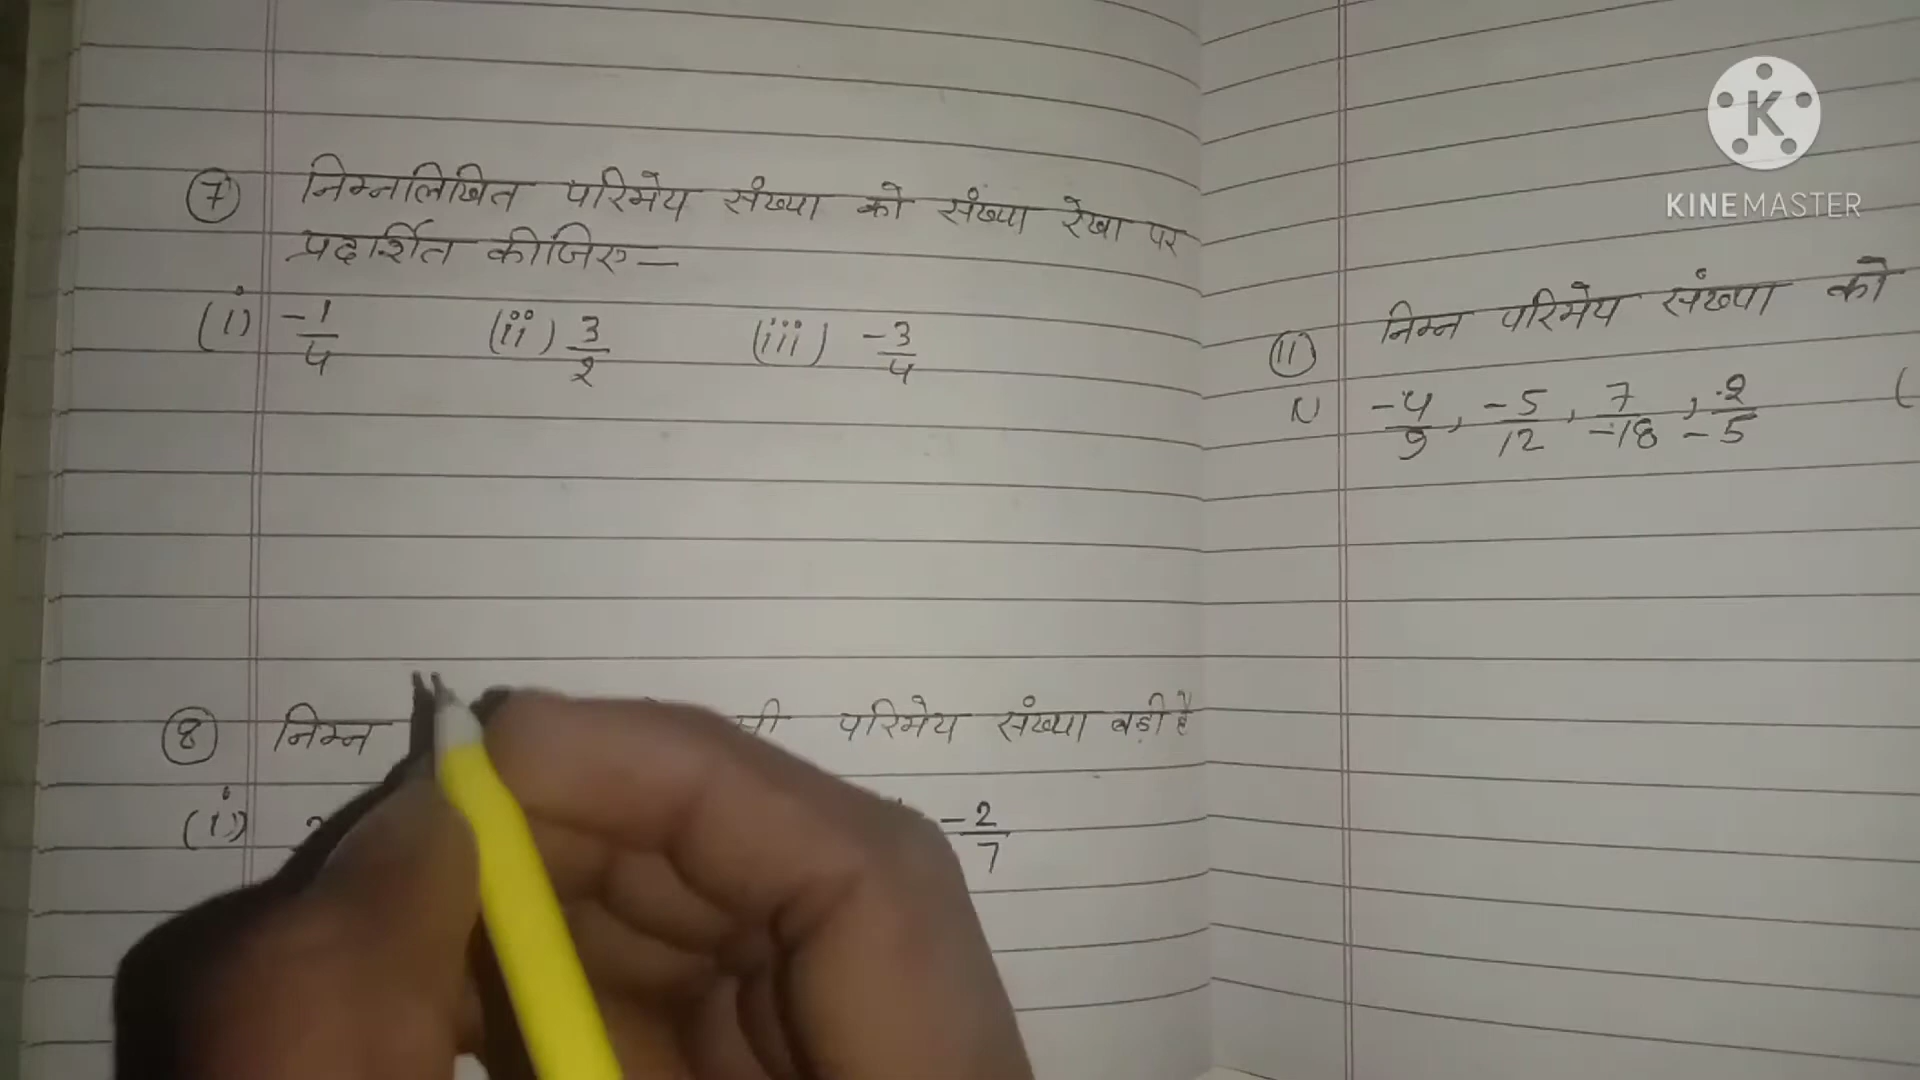 ⑦ निम्नलिखित परिमेय संख्या को संख्या रेखा पर
प्रदर्शित कीजिए—
(i) -1/4 (ii) 3/2 (iii) -3/4
⑧ निम्न परिमेय संख्या बड़ी है
(i) -2/7
⑪ निम्न परिमेय संख्या को
-4/9, -5/12, 7/-18, 2/-5
K
KINEMASTER